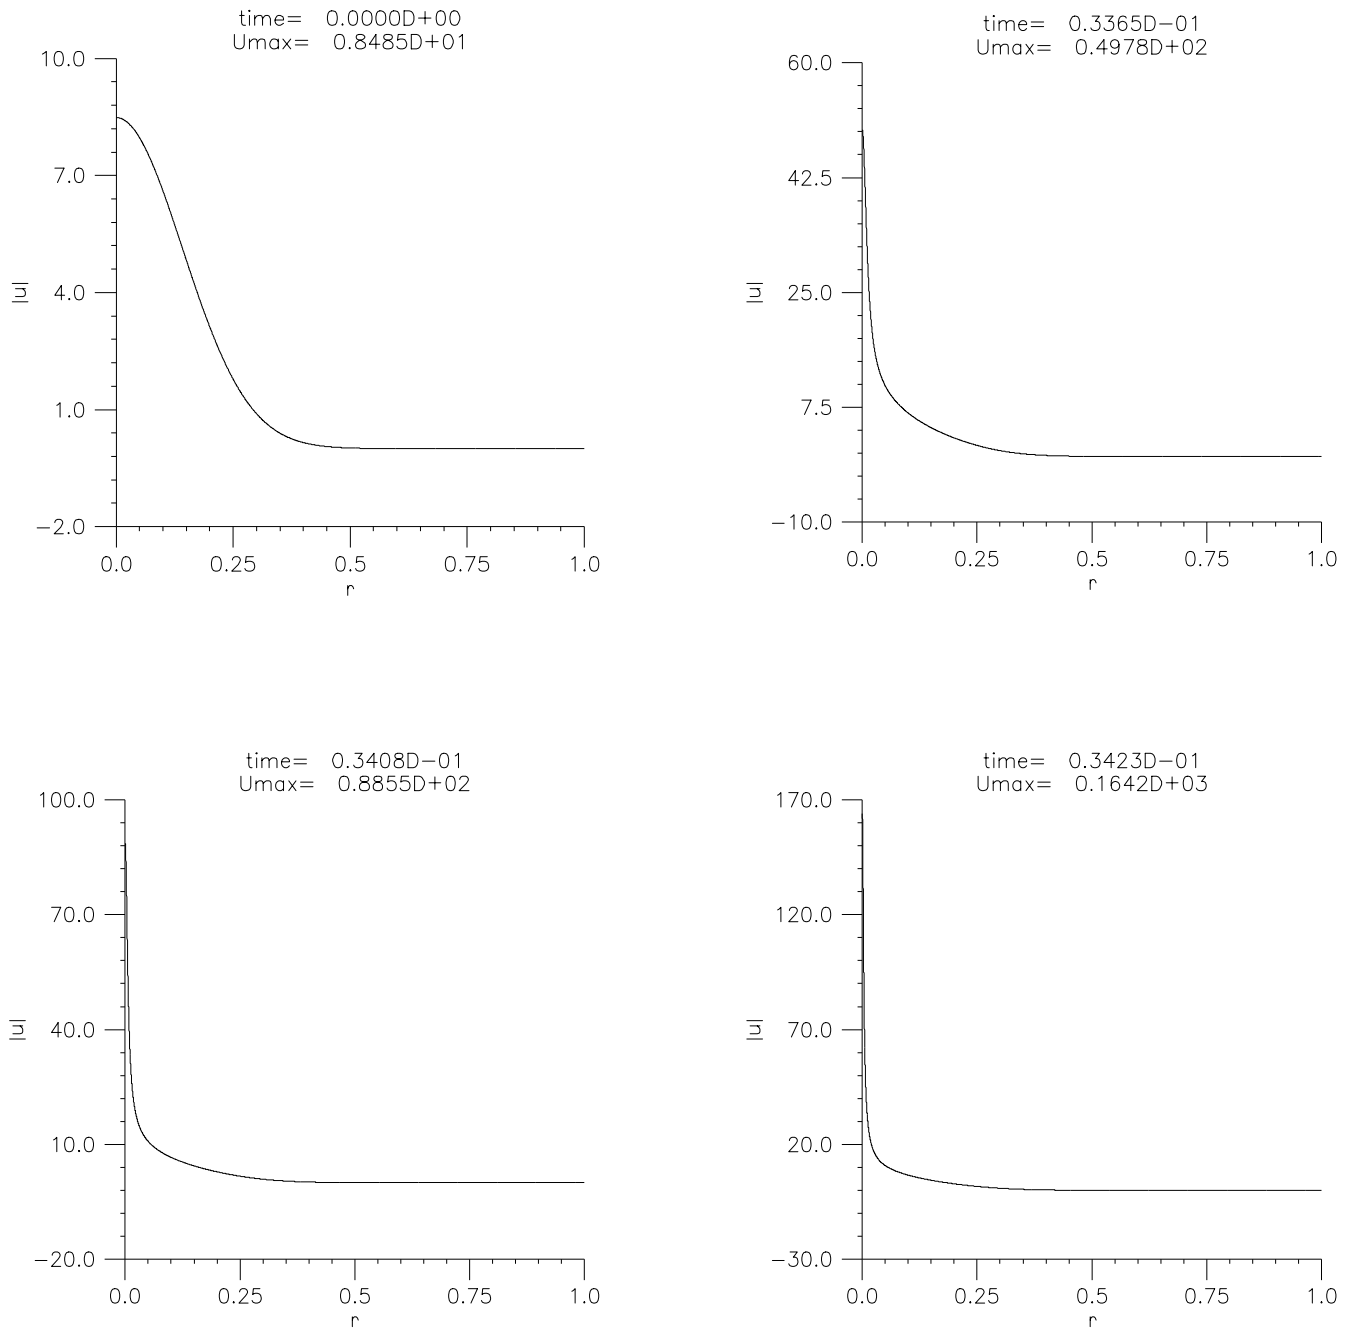 time= 0.0000D+00
Umax= 0.8485D+01
10.0
7.0
4.0
1.0
−2.0
|u|
0.0 0.25 0.5 0.75 1.0
r
time= 0.3365D−01
Umax= 0.4978D+02
60.0
42.5
25.0
7.5
−10.0
|u|
0.0 0.25 0.5 0.75 1.0
r
time= 0.3408D−01
Umax= 0.8855D+02
100.0
70.0
40.0
10.0
−20.0
|u|
0.0 0.25 0.5 0.75 1.0
r
time= 0.3423D−01
Umax= 0.1642D+03
170.0
120.0
70.0
20.0
−30.0
|u|
0.0 0.25 0.5 0.75 1.0
r